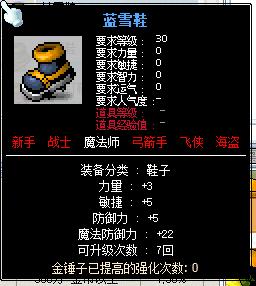 蓝雪鞋
要求等级 : 30
要求力量 : 0
要求敏捷 : 0
要求智力 : 0
要求运气 : 0
要求人气度 : -
道具等级 : -
道具经验值 : -
新手 战士 魔法师 弓箭手 飞侠 海盗
装备分类 : 鞋子
力量 : +3
敏捷 : +5
防御力 : +5
魔法防御力 : +22
可升级次数 : 7回
金锤子已提高的强化次数: 0